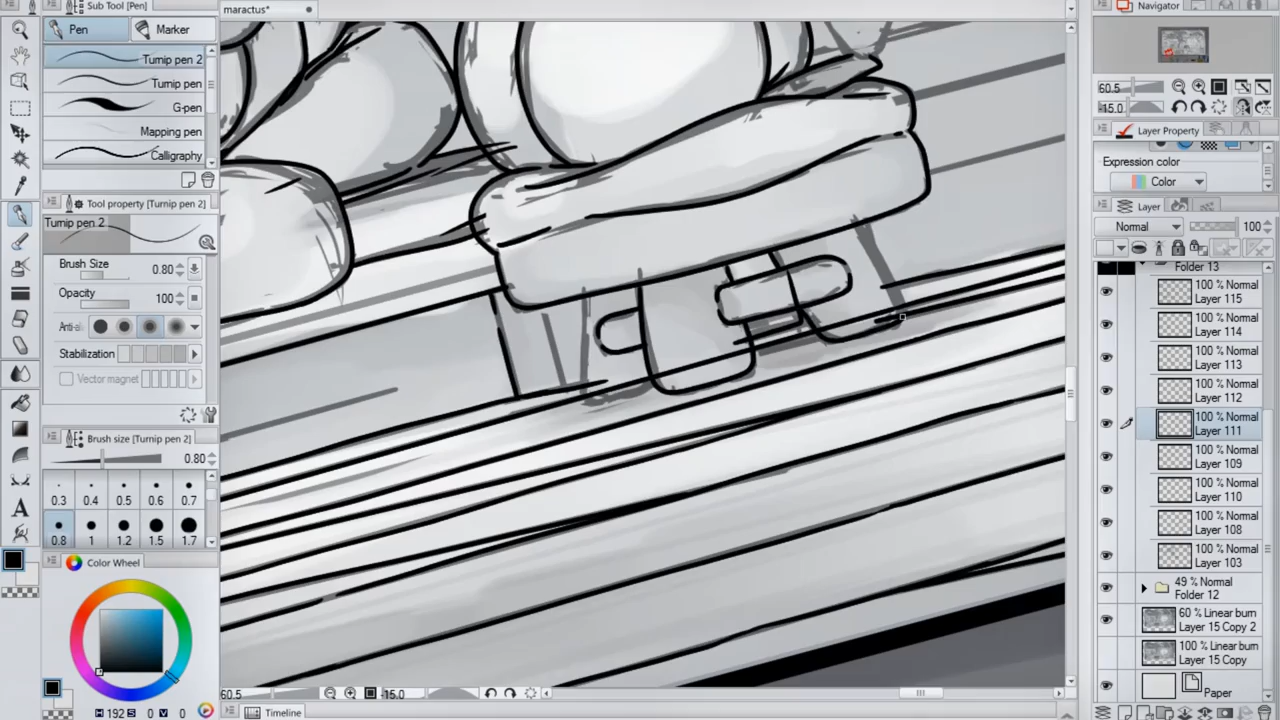 Sub Tool [Pen]
maractus*
Navigator
Pen
Marker
Turnip pen 2
Turnip pen
G-pen
Mapping pen
Calligraphy
60.5
-15.0
Layer Property
Expression color
Color
Tool property [Turnip pen 2]
Turnip pen 2
Layer
Normal
100
Brush Size 0.80
Opacity 100
Anti-ali
Stabilization
Vector magnet
Folder 13
100 % Normal
Layer 115
100 % Normal
Layer 114
100 % Normal
Layer 113
100 % Normal
Layer 112
100 % Normal
Layer 111
100 % Normal
Layer 109
100 % Normal
Layer 110
100 % Normal
Layer 108
100 % Normal
Layer 103
49 % Normal
Folder 12
60 % Linear burn
Layer 15 Copy 2
100 % Linear burn
Layer 15 Copy
Paper
Brush size [Turnip pen 2]
0.80
0.3 0.4 0.5 0.6 0.7
0.8 1 1.2 1.5 1.7
Color Wheel
H 192 S 0 V 0
60.5
-15.0
Timeline